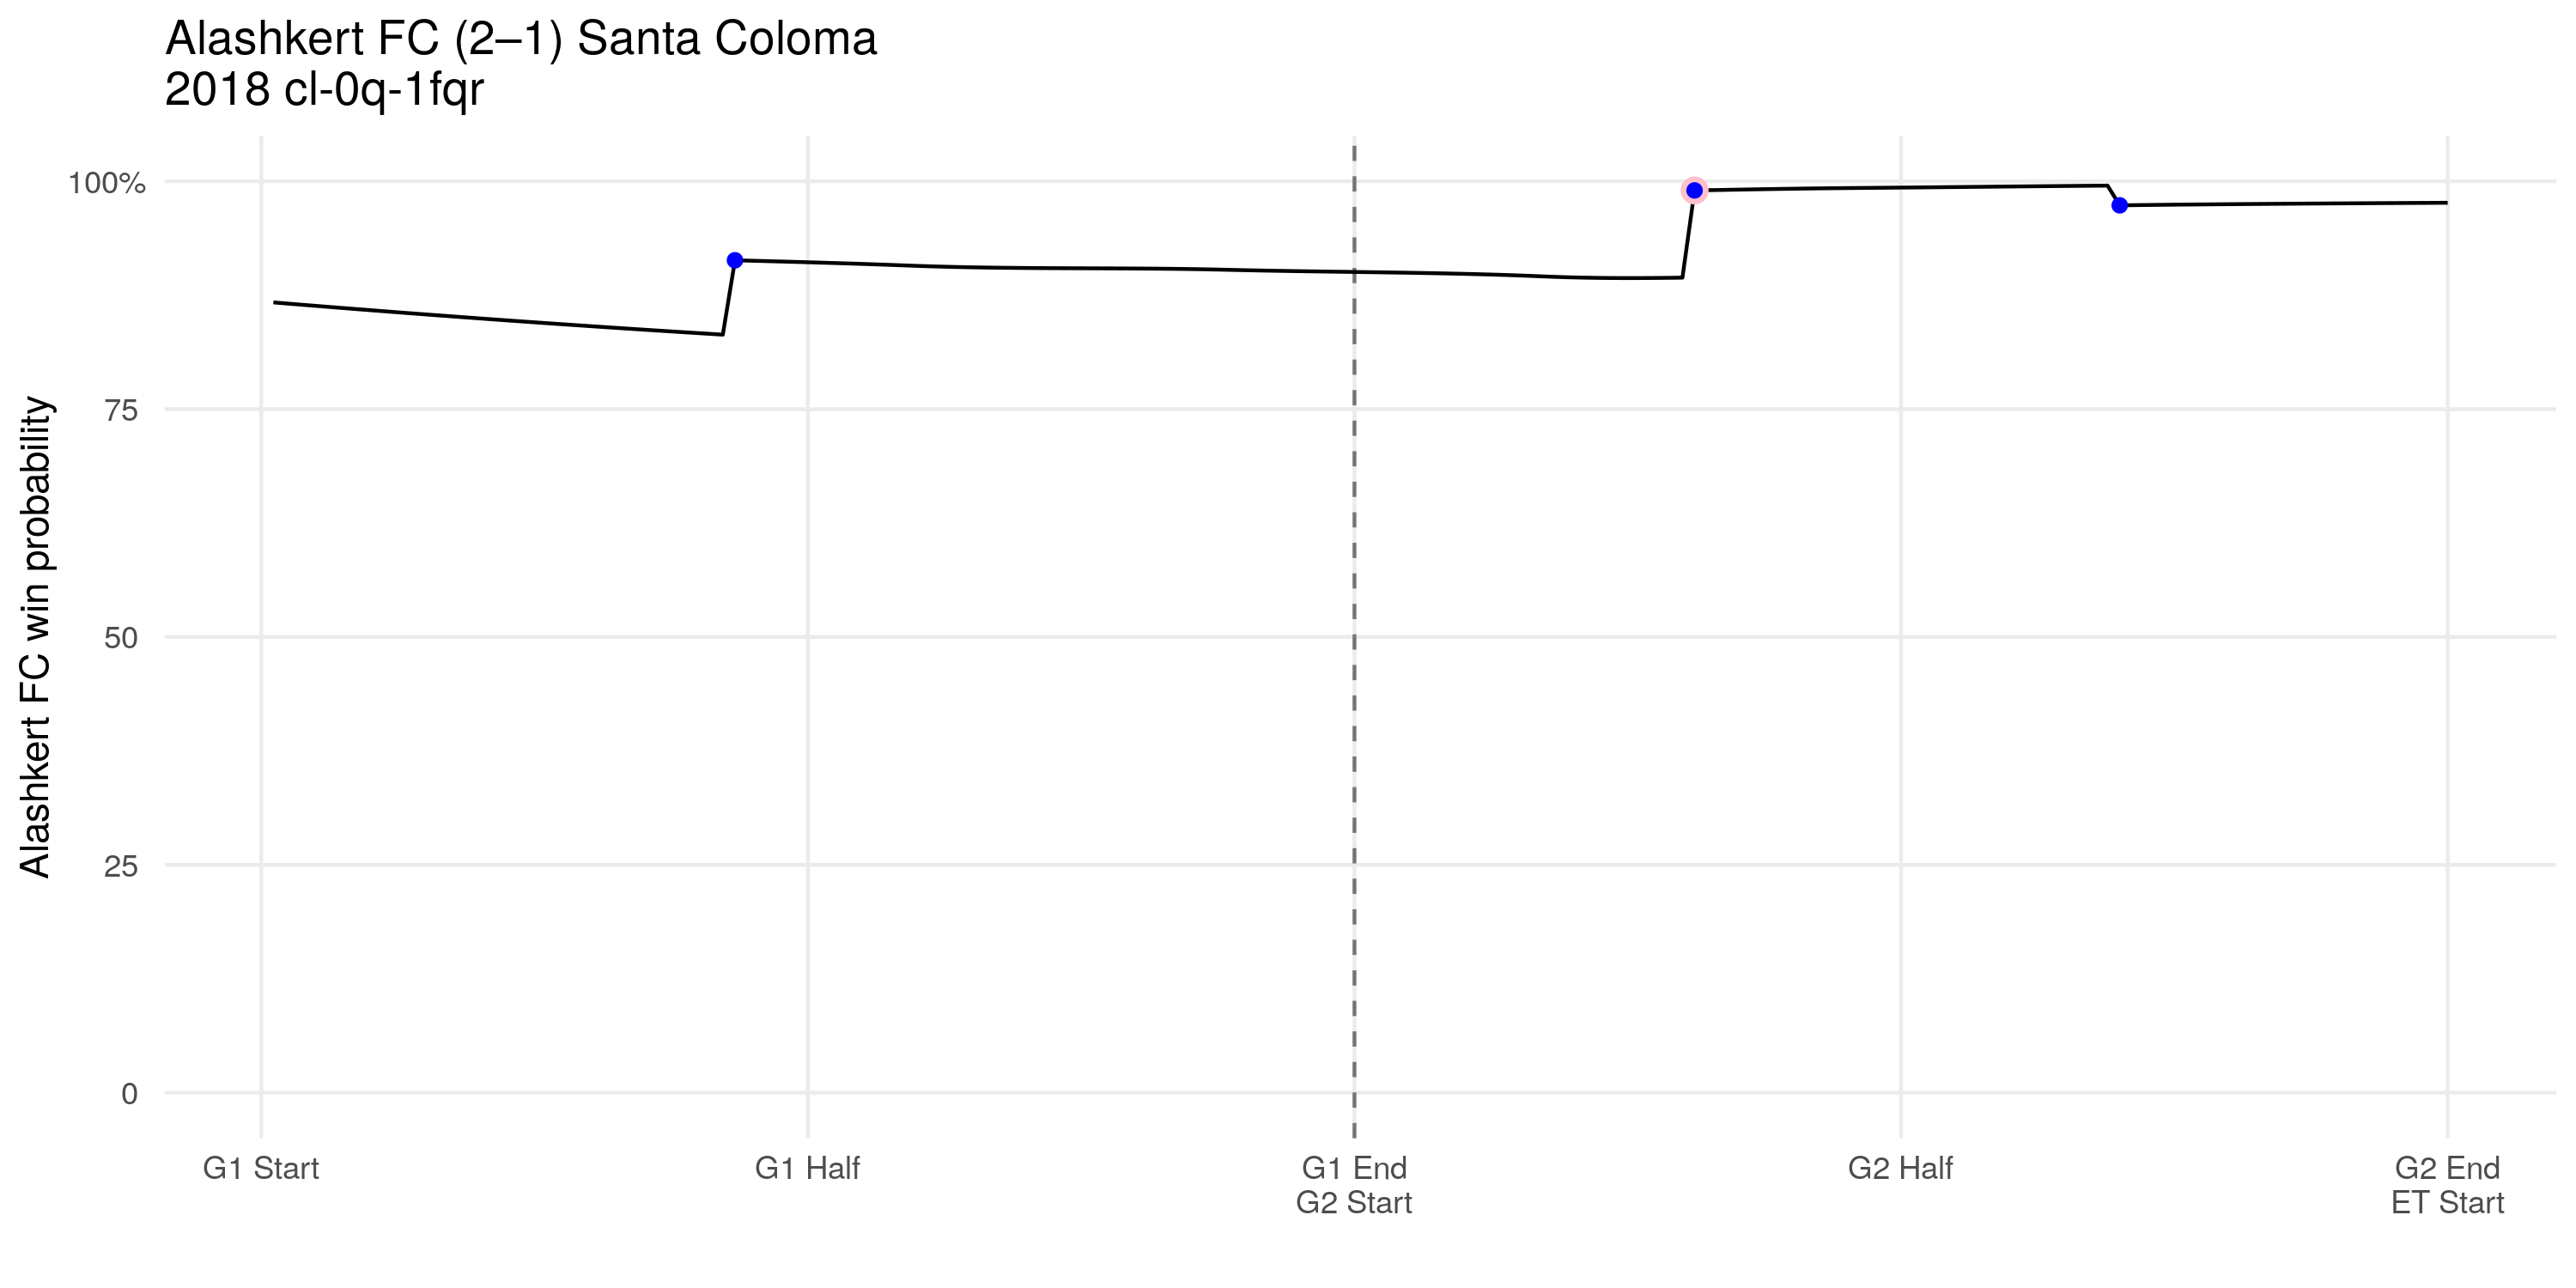 Alashkert FC (2–1) Santa Coloma
2018 cl-0q-1fqr
Alashkert FC win probability
100%
75
50
25
0
G1 Start
G1 Half
G1 End
G2 Start
G2 Half
G2 End
ET Start